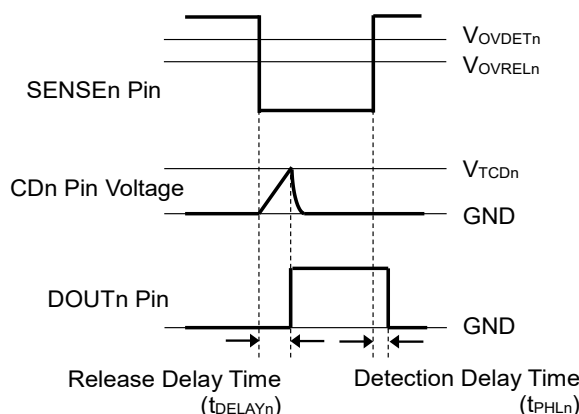 VOVDETn
VOVRELn
SENSEn Pin
VTCDn
CDn Pin Voltage
GND
DOUTn Pin
GND
Release Delay Time
(tDELAYn)
Detection Delay Time
(tPHLn)